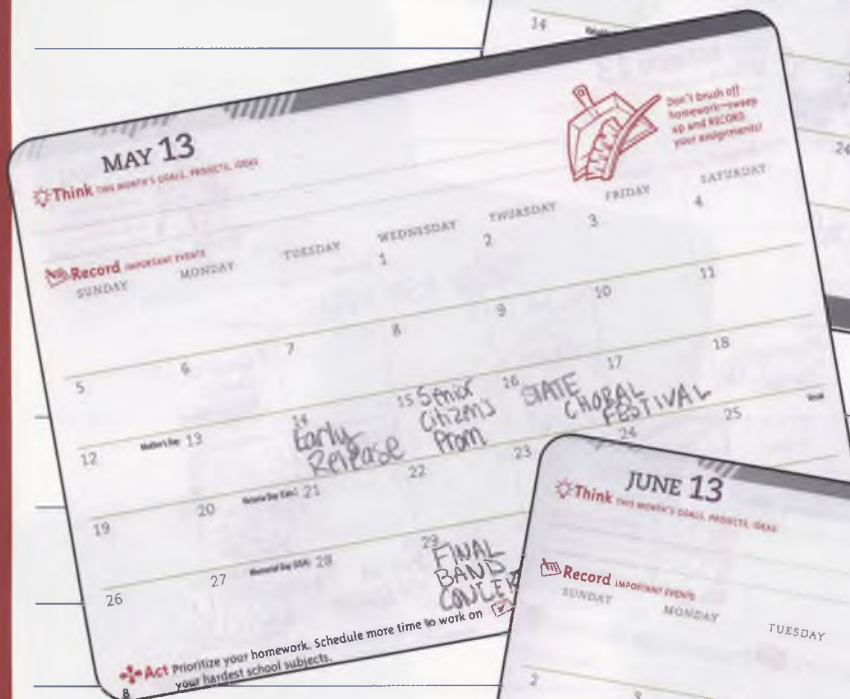 14
24
MAY 13
Think THIS MONTH'S GOALS, PROJECTS, IDEAS
Don't brush off
homework—sweep
up and RECORD
your assignments!
Record IMPORTANT EVENTS
SUNDAY MONDAY TUESDAY WEDNESDAY THURSDAY FRIDAY SATURDAY
1 2 3 4
5 6 7 8 9 10 11
12 Mother's Day 13 14 Early Release 15 Senior Citizen's Prom 16 STATE CHORAL FESTIVAL 17 18
19 20 Victoria Day (Can.) 21 22 23 24 25
26 27 Memorial Day (USA) 28 29 FINAL BAND
Act Prioritize your homework. Schedule more time to work on
your hardest school subjects.
8
JUNE 13
Think THIS MONTH'S GOALS, PROJECTS, IDEAS
Record IMPORTANT EVENTS
SUNDAY MONDAY TUESDAY
2 3